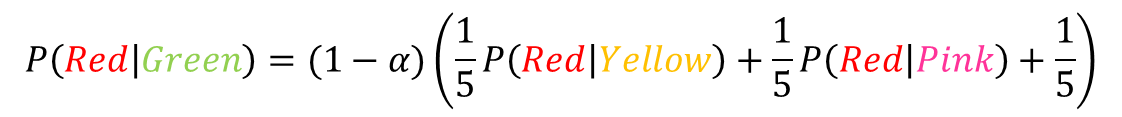 P(Red|Green) = (1 − α) (1/5 P(Red|Yellow) + 1/5 P(Red|Pink) + 1/5)